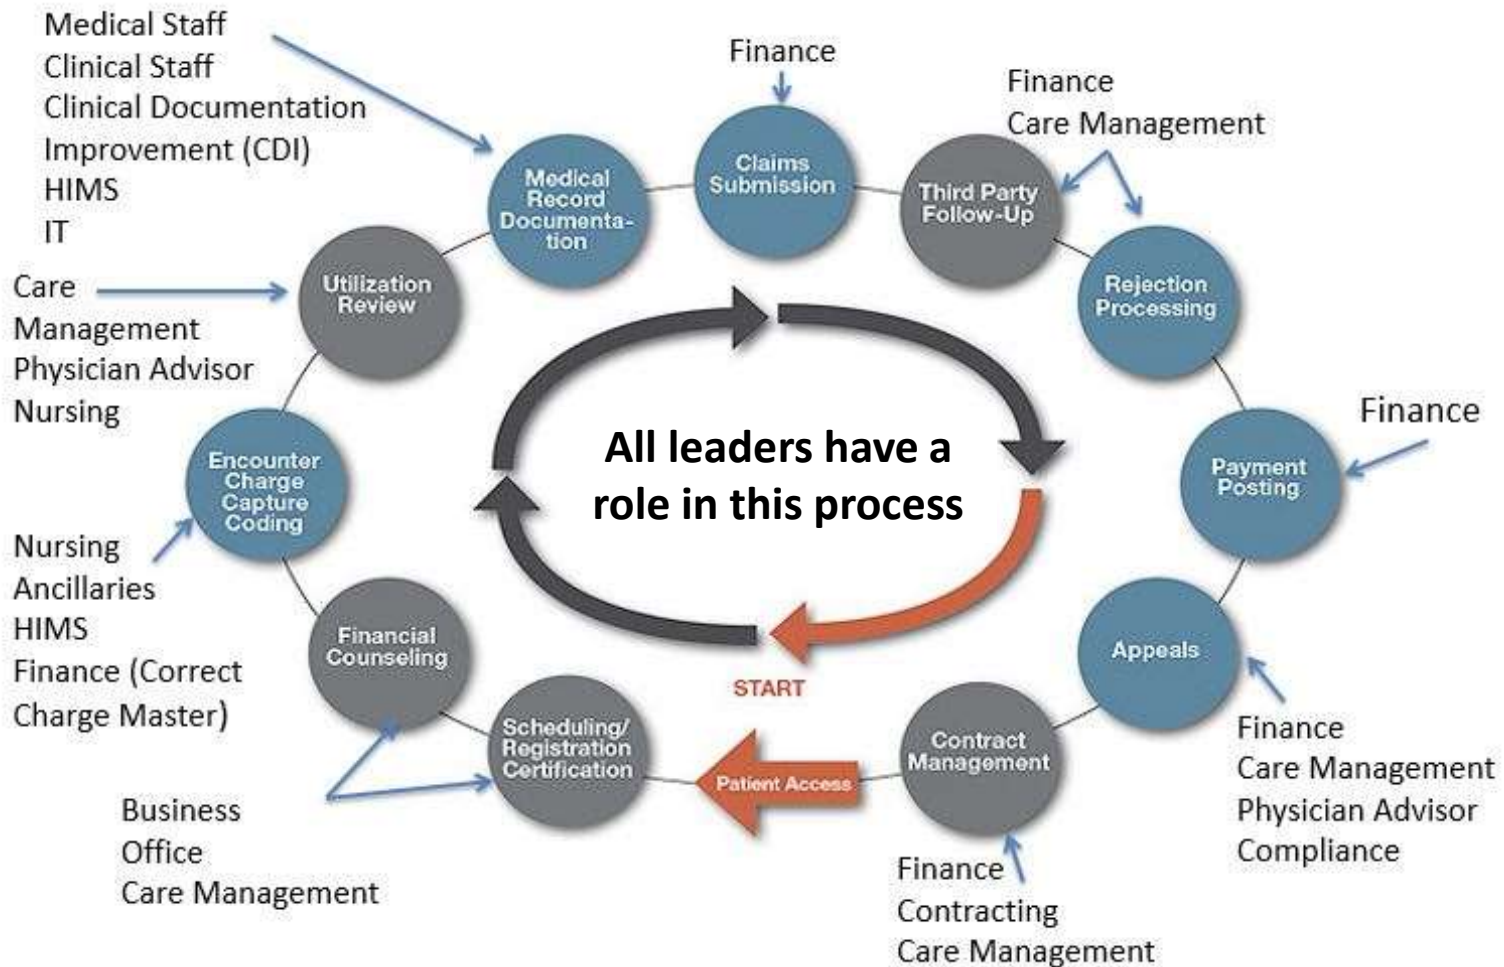 Medical Staff
Clinical Staff
Clinical Documentation
Improvement (CDI)
HIMS
IT
Finance
Finance
Care Management
Medical
Record
Documenta-
tion
Claims
Submission
Third Party
Follow-Up
Utilization
Review
Rejection
Processing
Care
Management
Physician Advisor
Nursing
Encounter
Charge
Capture
Coding
All leaders have a
role in this process
Payment
Posting
Finance
Nursing
Ancillaries
HIMS
Finance (Correct
Charge Master)
Financial
Counseling
Appeals
START
Scheduling/
Registration
Certification
Patient Access
Contract
Management
Finance
Care Management
Physician Advisor
Compliance
Business
Office
Care Management
Finance
Contracting
Care Management